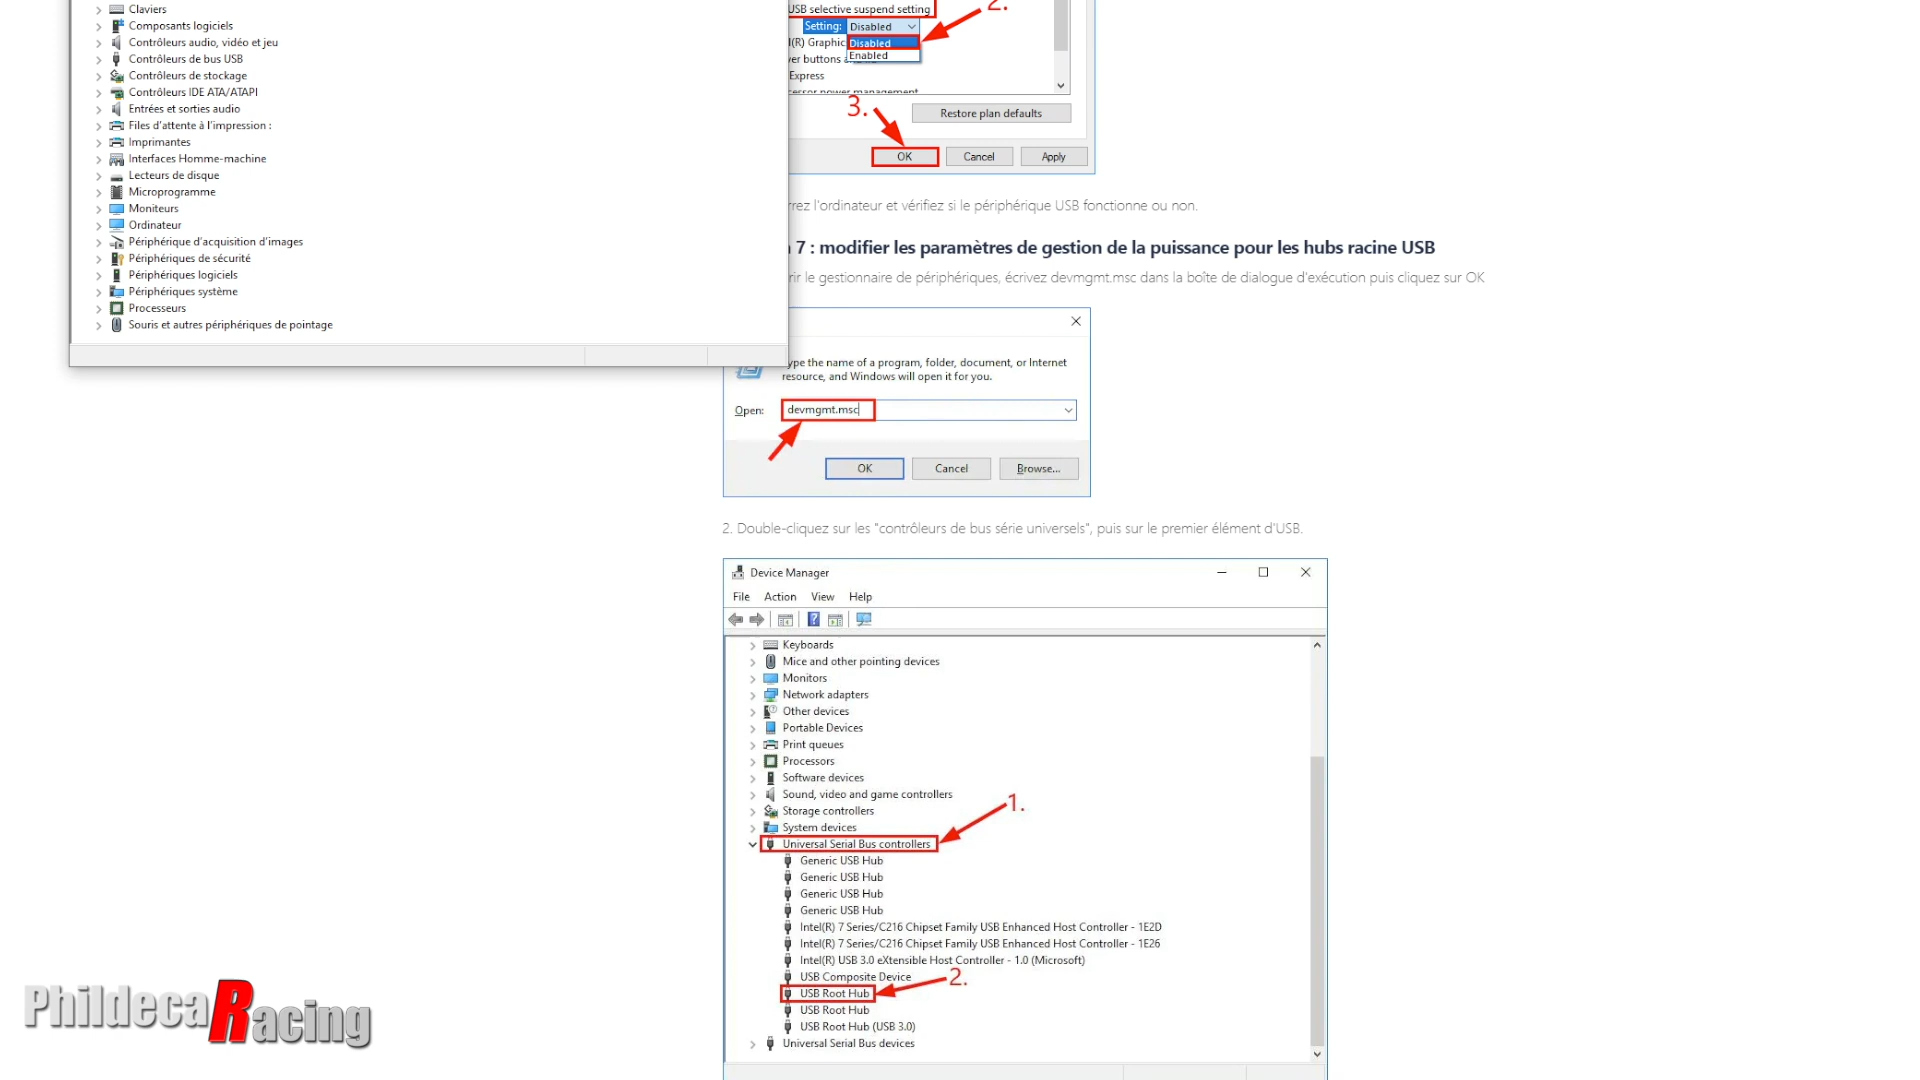 Claviers
Composants logiciels
Contrôleurs audio, vidéo et jeu
Contrôleurs de bus USB
Contrôleurs de stockage
Contrôleurs IDE ATA/ATAPI
Entrées et sorties audio
Files d'attente à l'impression :
Imprimantes
Interfaces Homme-machine
Lecteurs de disque
Microprogramme
Moniteurs
Ordinateur
Périphérique d'acquisition d'images
Périphériques de sécurité
Périphériques logiciels
Périphériques système
Processeurs
Souris et autres périphériques de pointage
USB selective suspend setting
2.
Setting: Disabled
Disabled
Enabled
l(R) Graphic
ver buttons a
Express
cessor power management
3.
Restore plan defaults
OK
Cancel
Apply
rrez l'ordinateur et vérifiez si le périphérique USB fonctionne ou non.
7 : modifier les paramètres de gestion de la puissance pour les hubs racine USB
rir le gestionnaire de périphériques, écrivez devmgmt.msc dans la boîte de dialogue d'exécution puis cliquez sur OK
ype the name of a program, folder, document, or Internet
resource, and Windows will open it for you.
Open: devmgmt.msc
OK
Cancel
Browse...
2. Double-cliquez sur les "contrôleurs de bus série universels", puis sur le premier élément d'USB.
Device Manager
File Action View Help
Keyboards
Mice and other pointing devices
Monitors
Network adapters
Other devices
Portable Devices
Print queues
Processors
Software devices
Sound, video and game controllers
1.
Storage controllers
System devices
Universal Serial Bus controllers
Generic USB Hub
Generic USB Hub
Generic USB Hub
Generic USB Hub
Intel(R) 7 Series/C216 Chipset Family USB Enhanced Host Controller - 1E2D
Intel(R) 7 Series/C216 Chipset Family USB Enhanced Host Controller - 1E26
Intel(R) USB 3.0 eXtensible Host Controller - 1.0 (Microsoft)
USB Composite Device
2.
USB Root Hub
USB Root Hub
USB Root Hub (USB 3.0)
Universal Serial Bus devices
Phildeca Racing